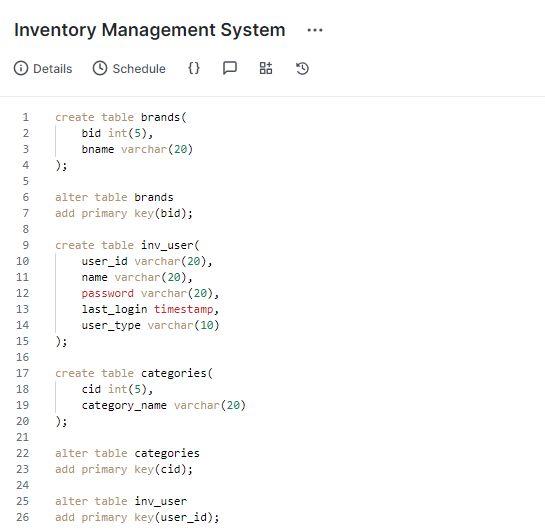 Inventory Management System ...
Details Schedule {}
1 create table brands(
2 bid int(5),
3 bname varchar(20)
4 );
5
6 alter table brands
7 add primary key(bid);
8
9 create table inv_user(
10 user_id varchar(20),
11 name varchar(20),
12 password varchar(20),
13 last_login timestamp,
14 user_type varchar(10)
15 );
16
17 create table categories(
18 cid int(5),
19 category_name varchar(20)
20 );
21
22 alter table categories
23 add primary key(cid);
24
25 alter table inv_user
26 add primary key(user_id);